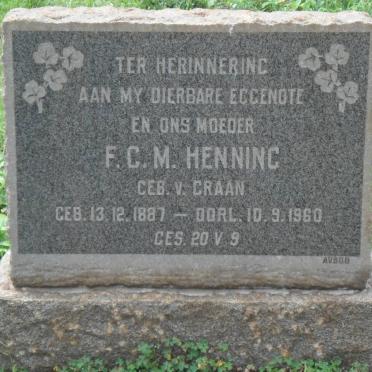 TER HERINNERING
AAN MY DIERBARE EGGENOTE
EN ONS MOEDER
F.C.M. HENNING
GEB. V. GRAAN
GEB. 13.12.1887 — OORL. 10.9.1960
GES. 20 V 9
AVBOB